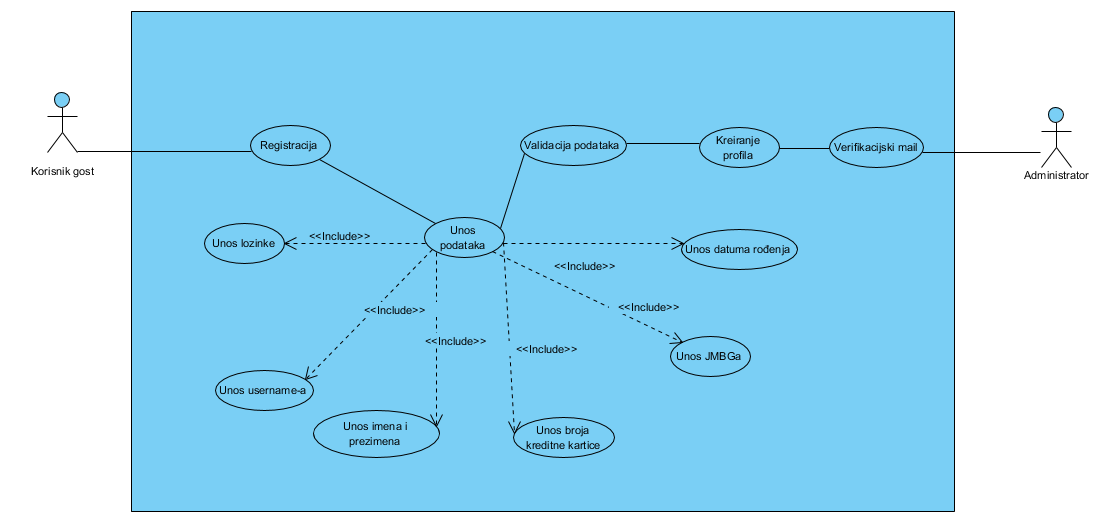 Korisnik gost
Registracija
Validacija podataka
Kreiranje
profila
Verifikacijski mail
Administrator
Unos
podataka
Unos lozinke
<<Include>>
<<Include>>
Unos datuma rođenja
<<Include>>
<<Include>>
<<Include>>
<<Include>>
Unos JMBGa
Unos username-a
Unos imena i
prezimena
Unos broja
kreditne kartice